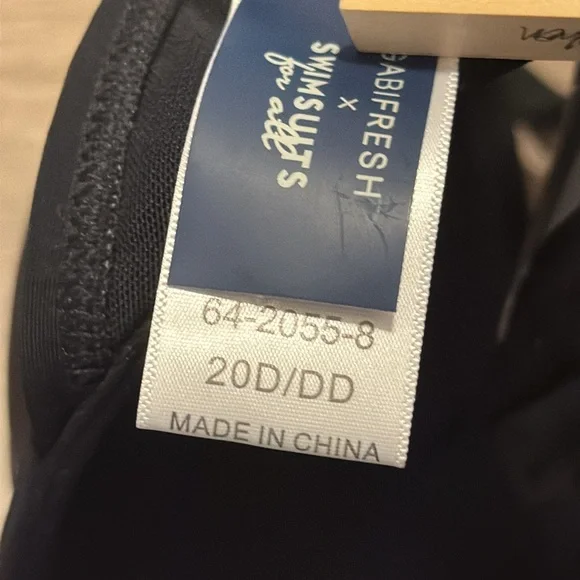 GABIFRESH
x
SWIMSUITS
for all
64-2055-8
20D/DD
MADE IN CHINA